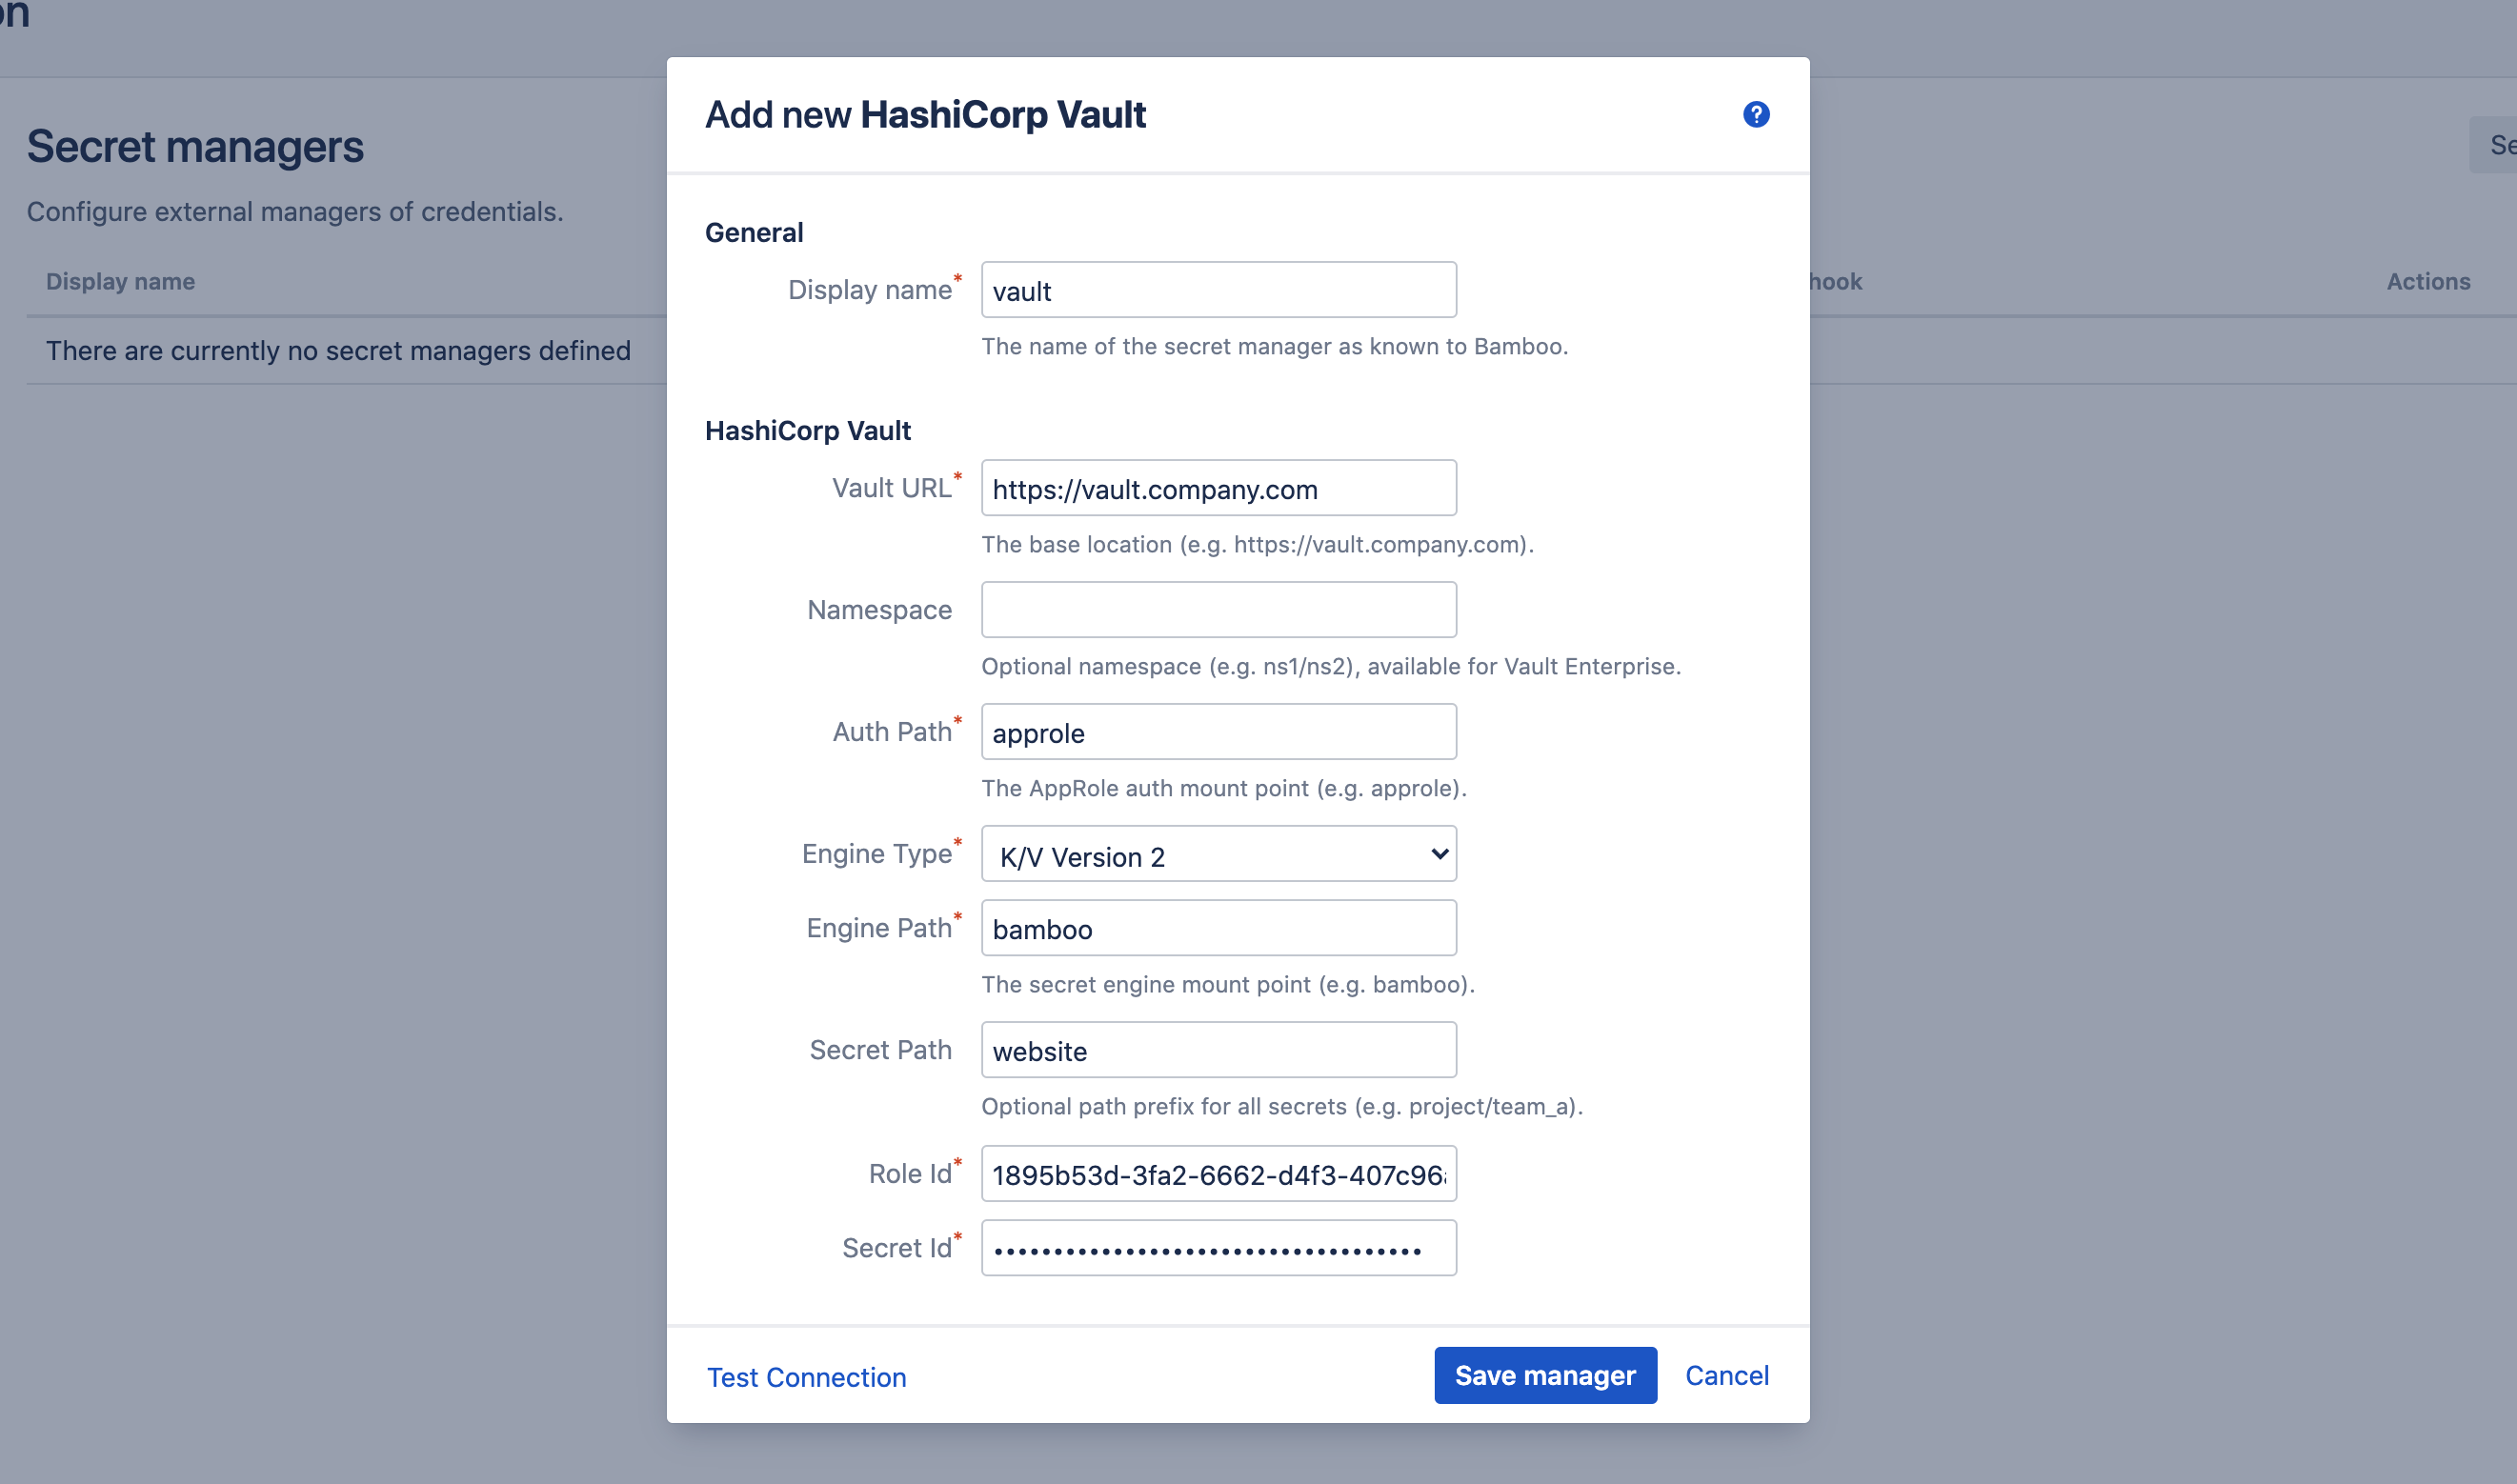 Secret managers
Configure external managers of credentials.
Display name
Actions
There are currently no secret managers defined
Add new HashiCorp Vault
?
General
Display name*
vault
The name of the secret manager as known to Bamboo.
HashiCorp Vault
Vault URL*
https://vault.company.com
The base location (e.g. https://vault.company.com).
Namespace
Optional namespace (e.g. ns1/ns2), available for Vault Enterprise.
Auth Path*
approle
The AppRole auth mount point (e.g. approle).
Engine Type*
K/V Version 2
Engine Path*
bamboo
The secret engine mount point (e.g. bamboo).
Secret Path
website
Optional path prefix for all secrets (e.g. project/team_a).
Role Id*
1895b53d-3fa2-6662-d4f3-407c96
Secret Id*
••••••••••••••••••••••••••••••••••••
Test Connection
Save manager
Cancel